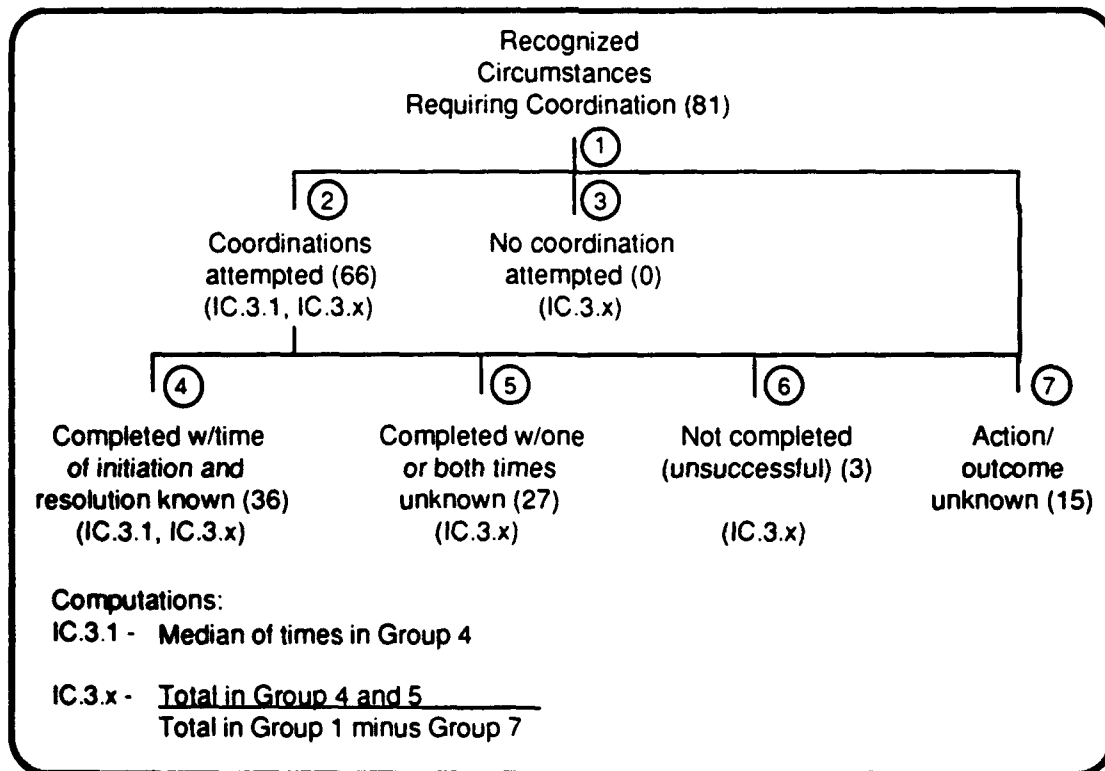 Recognized
Circumstances
Requiring Coordination (81)
1
2
3
Coordinations
attempted (66)
(IC.3.1, IC.3.x)
No coordination
attempted (0)
(IC.3.x)
4
5
6
7
Completed w/time
of initiation and
resolution known (36)
(IC.3.1, IC.3.x)
Completed w/one
or both times
unknown (27)
(IC.3.x)
Not completed
(unsuccessful) (3)
(IC.3.x)
Action/
outcome
unknown (15)
Computations:
IC.3.1 - Median of times in Group 4
IC.3.x - Total in Group 4 and 5
Total in Group 1 minus Group 7